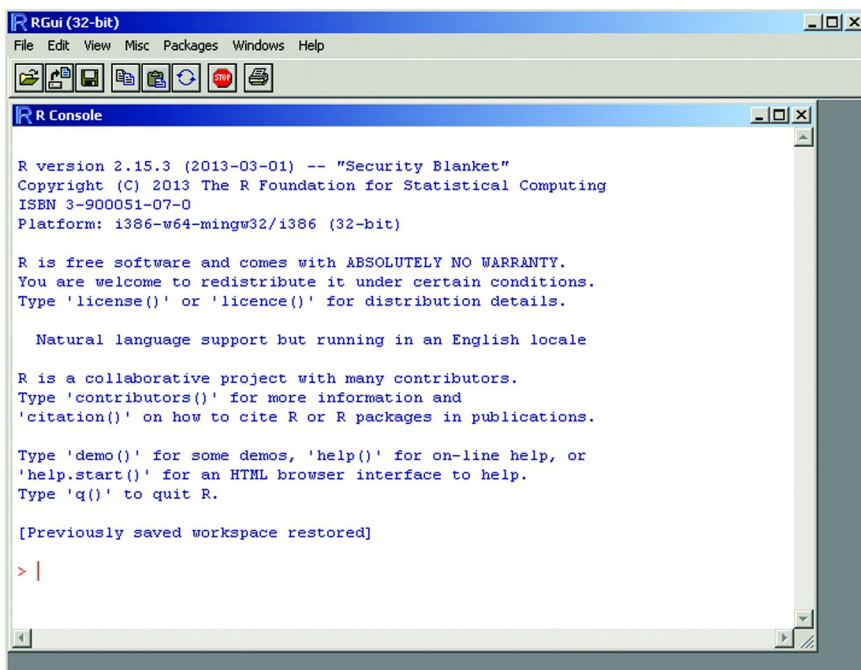 RGui (32-bit)
File Edit View Misc Packages Windows Help
STOP
R Console
R version 2.15.3 (2013-03-01) -- "Security Blanket"
Copyright (C) 2013 The R Foundation for Statistical Computing
ISBN 3-900051-07-0
Platform: i386-w64-mingw32/i386 (32-bit)
R is free software and comes with ABSOLUTELY NO WARRANTY.
You are welcome to redistribute it under certain conditions.
Type 'license()' or 'licence()' for distribution details.
Natural language support but running in an English locale
R is a collaborative project with many contributors.
Type 'contributors()' for more information and
'citation()' on how to cite R or R packages in publications.
Type 'demo()' for some demos, 'help()' for on-line help, or
'help.start()' for an HTML browser interface to help.
Type 'q()' to quit R.
[Previously saved workspace restored]
>